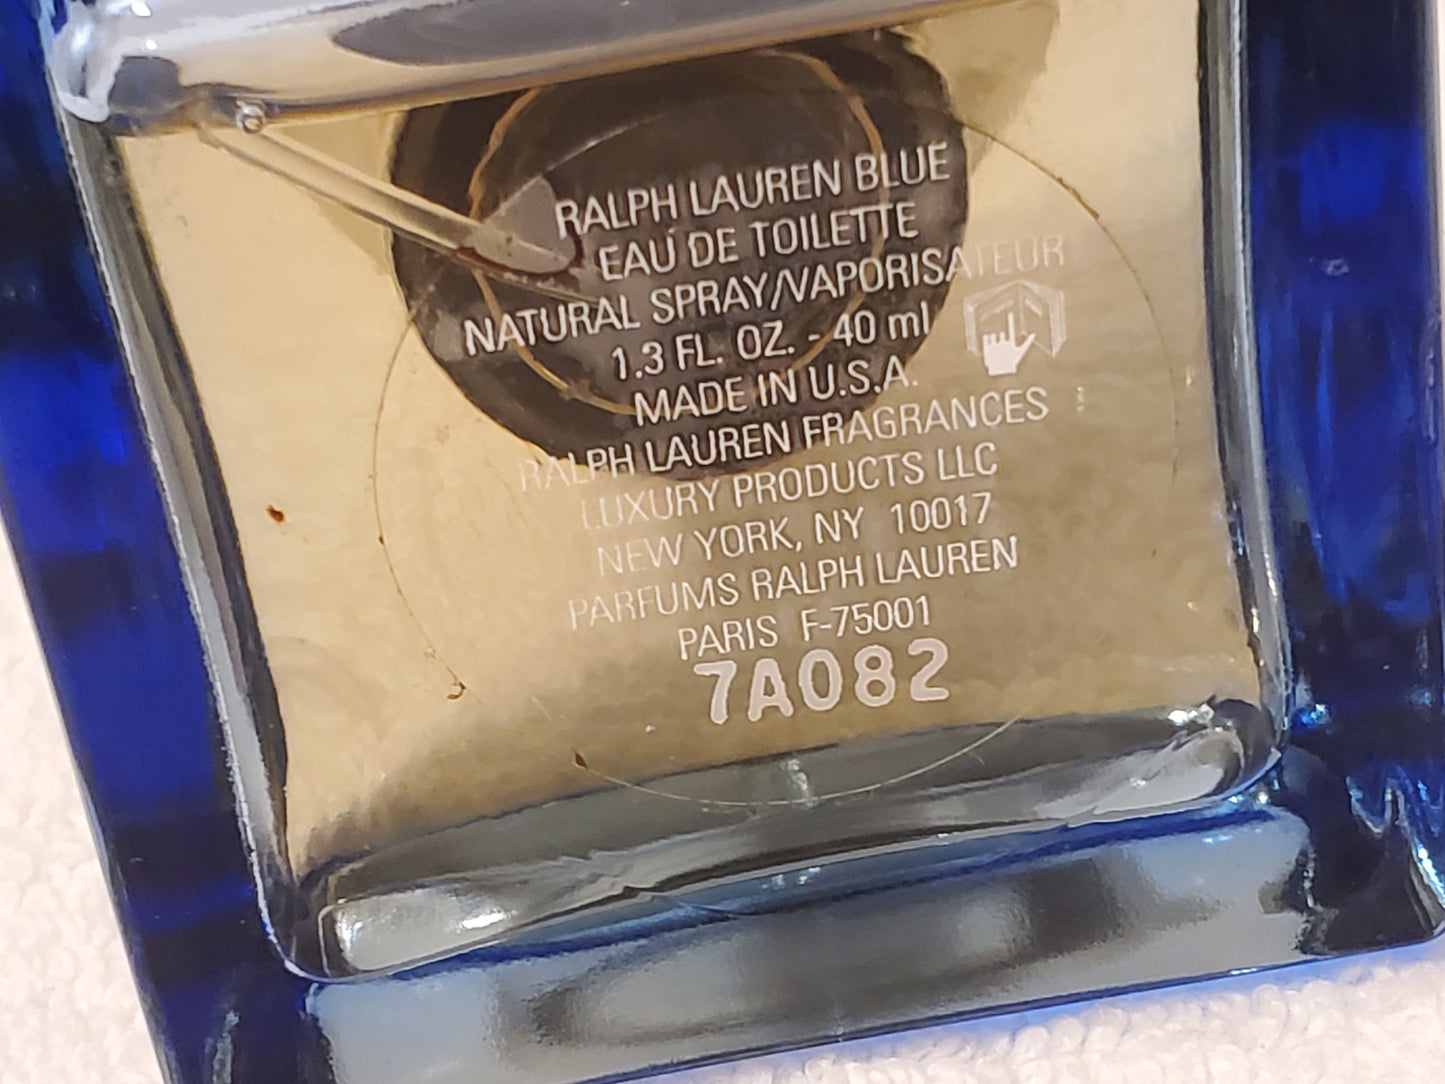 RALPH LAUREN BLUE
EAU DE TOILETTE
NATURAL SPRAY/VAPORISATEUR
1.3 FL. OZ. - 40 ml
MADE IN U.S.A.
RALPH LAUREN FRAGRANCES
LUXURY PRODUCTS LLC
NEW YORK, NY 10017
PARFUMS RALPH LAUREN
PARIS F-75001
7A082